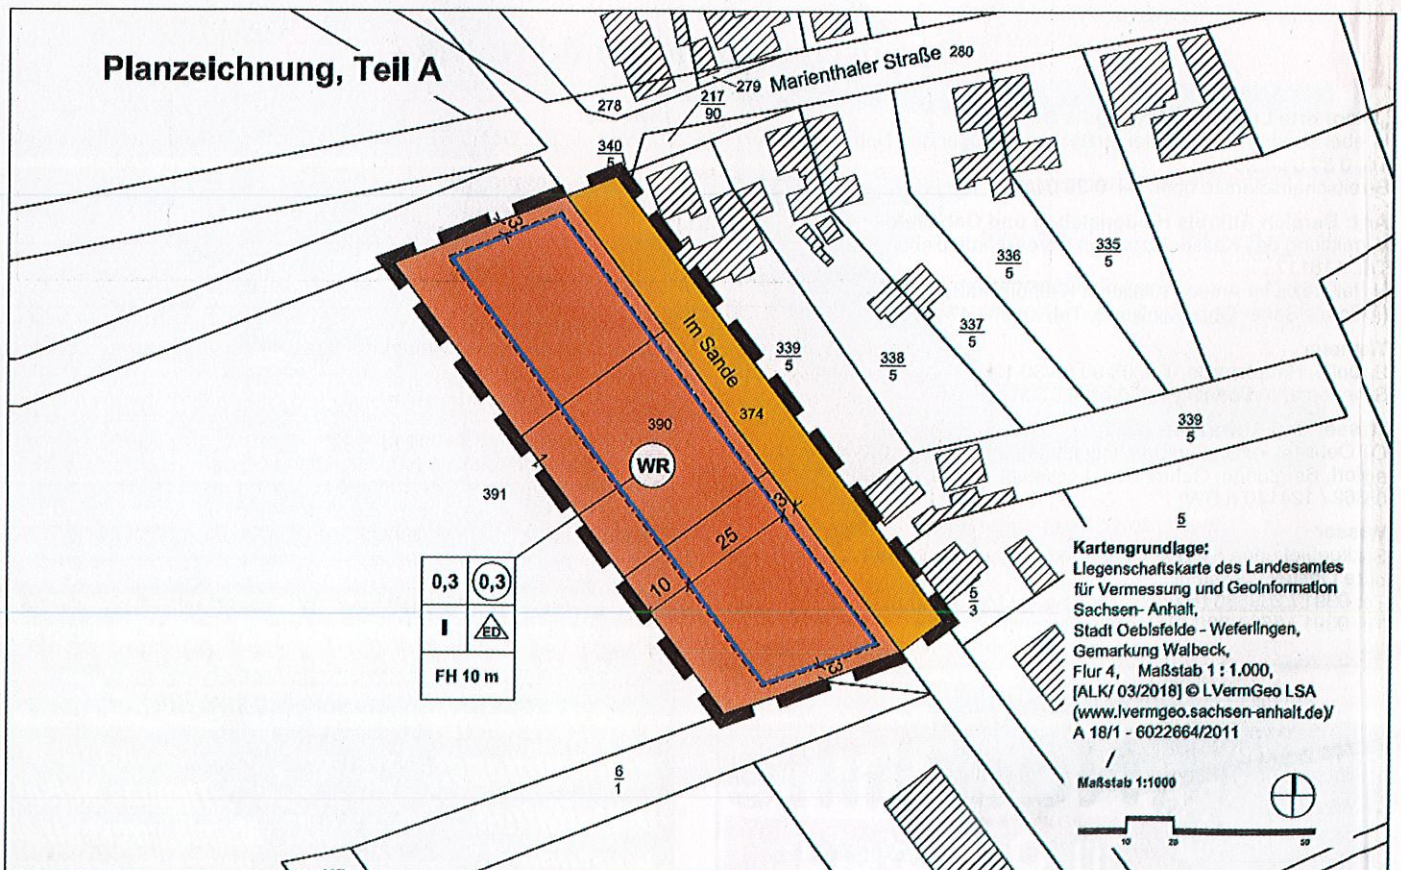 Planzeichnung, Teil A
Marienthaler Straße 280
279
278
217
90
340
5
3
335
5
336
5
337
5
338
5
339
5
Im Sande
374
390
WR
391
1
3
25
10
3
339
5
5
5
3
0,3 0,3
I ED
FH 10 m
6
1
Kartengrundlage:
Liegenschaftskarte des Landesamtes
für Vermessung und Geoinformation
Sachsen- Anhalt,
Stadt Oebisfelde - Weferlingen,
Gemarkung Walbeck,
Flur 4, Maßstab 1 : 1.000,
[ALK/ 03/2018] © LVermGeo LSA
(www.lvermgeo.sachsen-anhalt.de)/
A 18/1 - 6022664/2011
Maßstab 1:1000
10 20 50